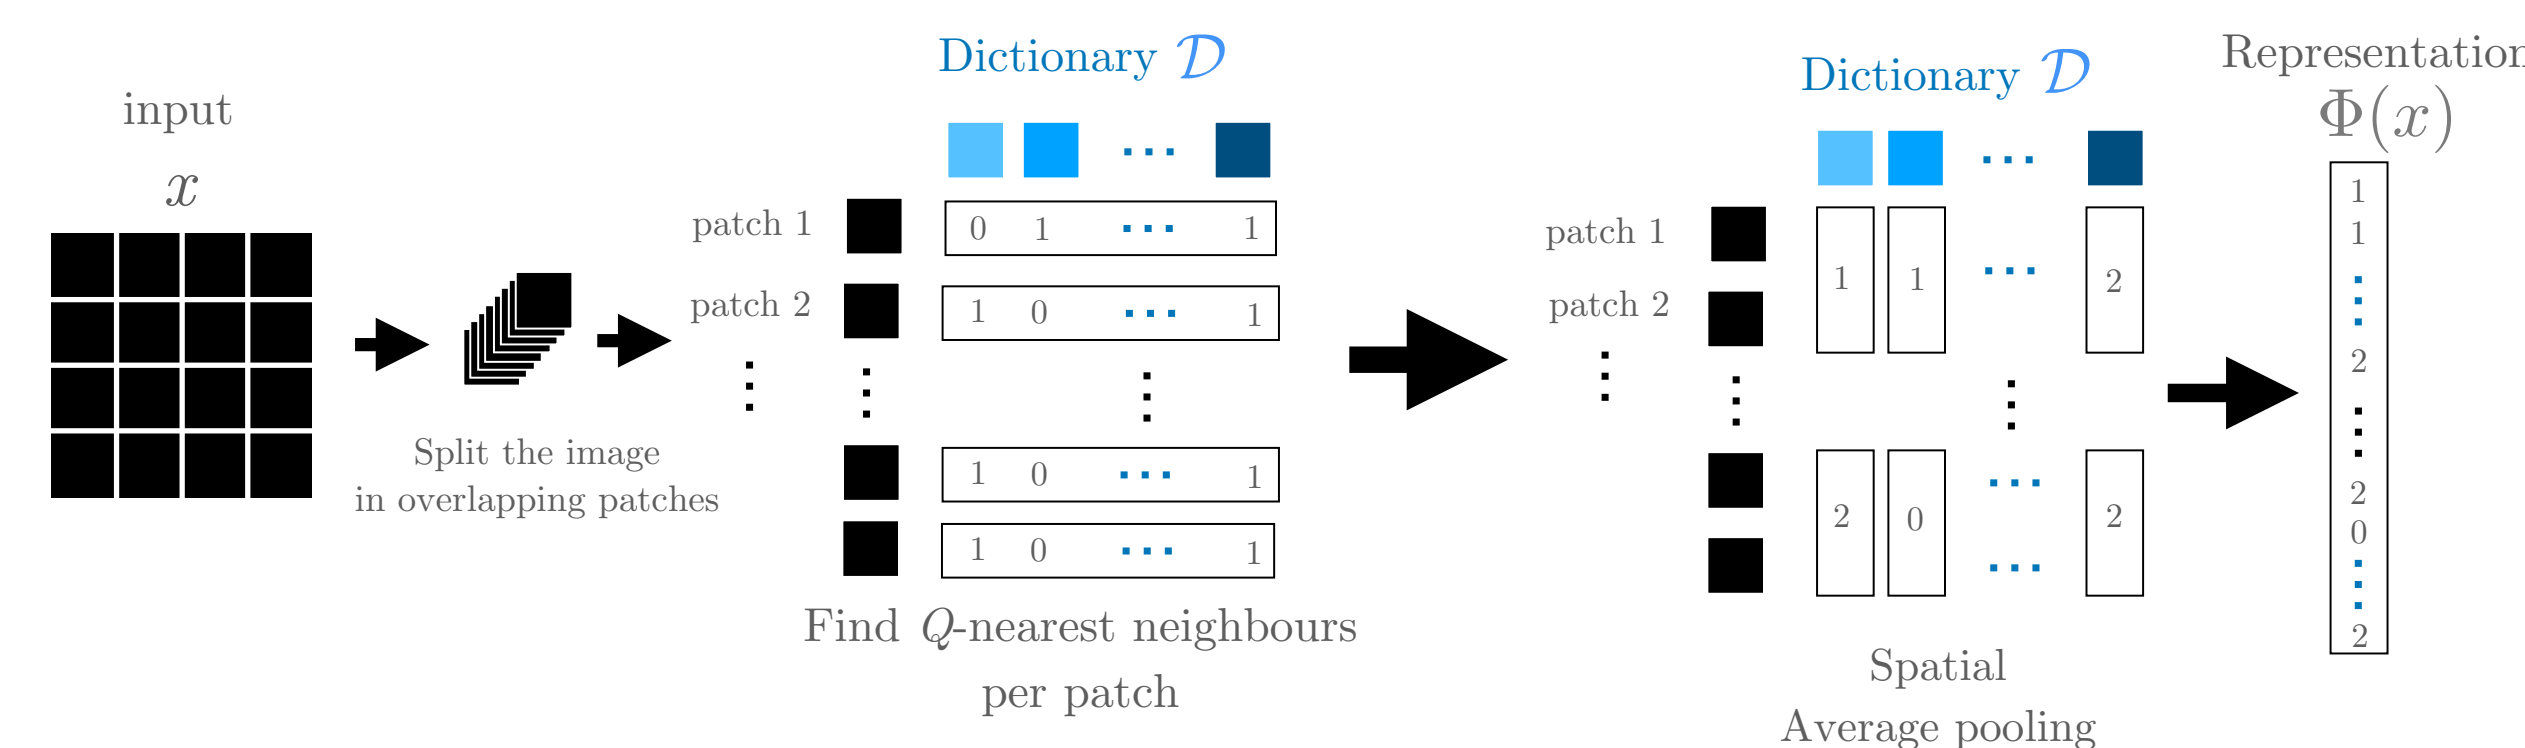 input
x
Split the image
in overlapping patches
Dictionary 𝒟
patch 1
0 1 ··· 1
patch 2
1 0 ··· 1
1 0 ··· 1
1 0 ··· 1
Find Q-nearest neighbours
per patch
Dictionary 𝒟
patch 1
patch 2
1 1 ··· 2
2 0 ··· 2
Spatial
Average pooling
Representation
Φ(x)
1
1
2
2
0
2